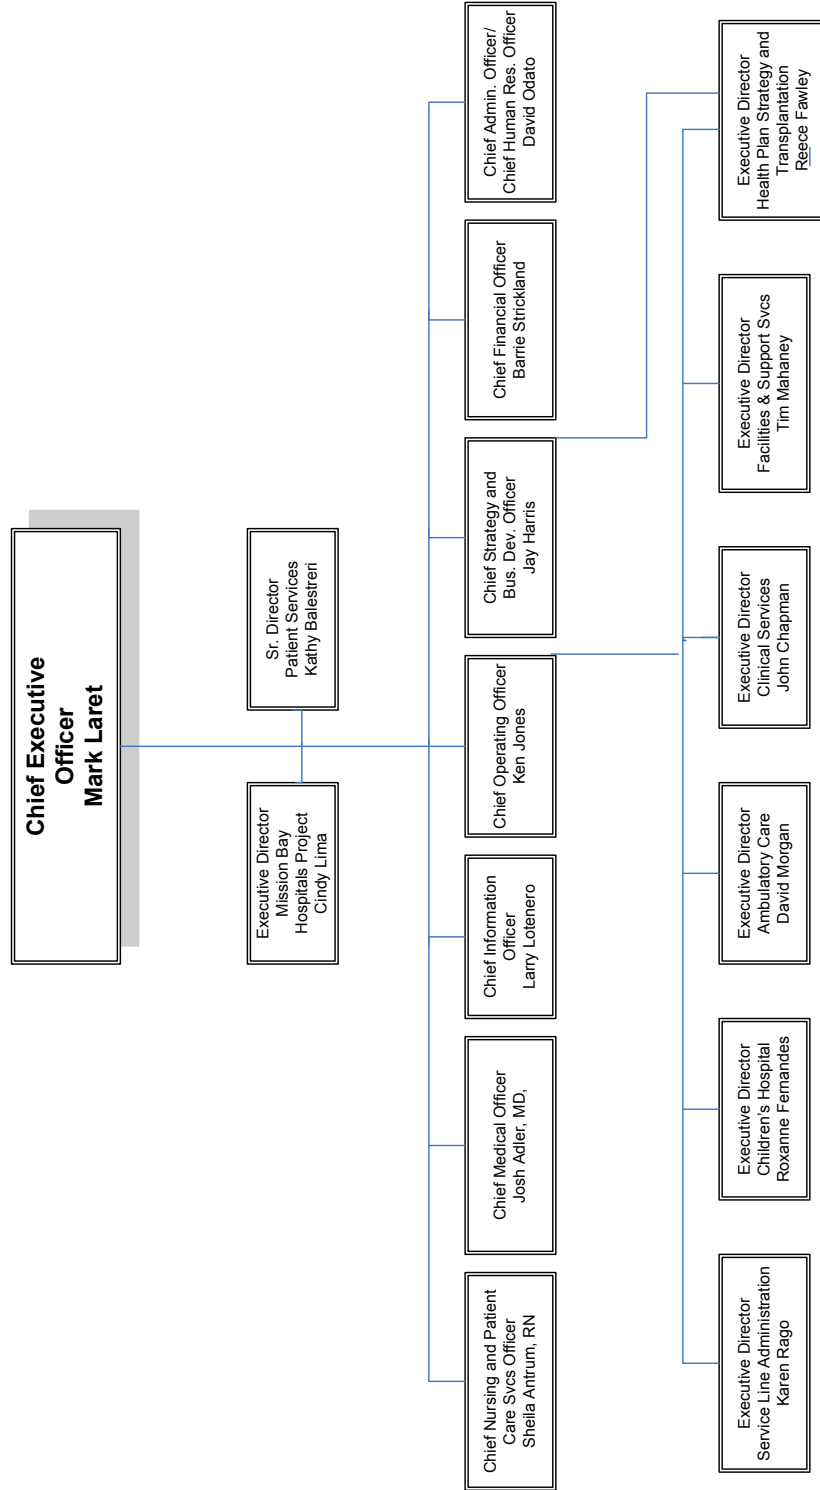 Chief Executive
Officer
Mark Laret
Executive Director
Mission Bay
Hospitals Project
Cindy Lima
Sr. Director
Patient Services
Kathy Balestreri
Chief Nursing and Patient
Care Svcs Officer
Sheila Antrum, RN
Chief Medical Officer
Josh Adler, MD,
Chief Information
Officer
Larry Lotenero
Chief Operating Officer
Ken Jones
Chief Strategy and
Bus. Dev. Officer
Jay Harris
Chief Financial Officer
Barrie Strickland
Chief Admin. Officer/
Chief Human Res. Officer
David Odato
Executive Director
Service Line Administration
Karen Rago
Executive Director
Children's Hospital
Roxanne Fernandes
Executive Director
Ambulatory Care
David Morgan
Executive Director
Clinical Services
John Chapman
Executive Director
Facilities & Support Svcs
Tim Mahaney
Executive Director
Health Plan Strategy and
Transplantation
Reece Fawley